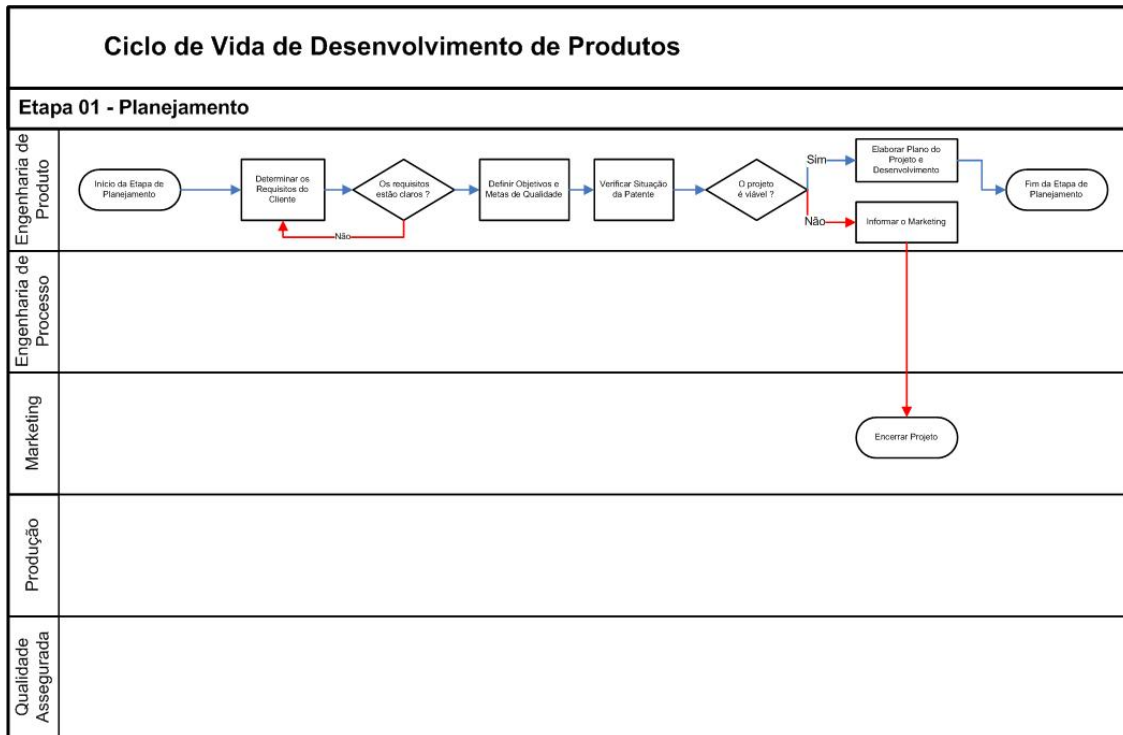 Ciclo de Vida de Desenvolvimento de Produtos
Etapa 01 - Planejamento
Engenharia de
Produto
Início da Etapa de
Planejamento
Determinar os
Requisitos do
Cliente
Os requisitos
estão claros ?
Não
Definir Objetivos e
Metas de Qualidade
Verificar Situação
da Patente
O projeto
é viável ?
Sim
Elaborar Plano do
Projeto e
Desenvolvimento
Fim da Etapa de
Planejamento
Não
Informar o Marketing
Engenharia de
Processo
Marketing
Encerrar Projeto
Produção
Qualidade
Assegurada